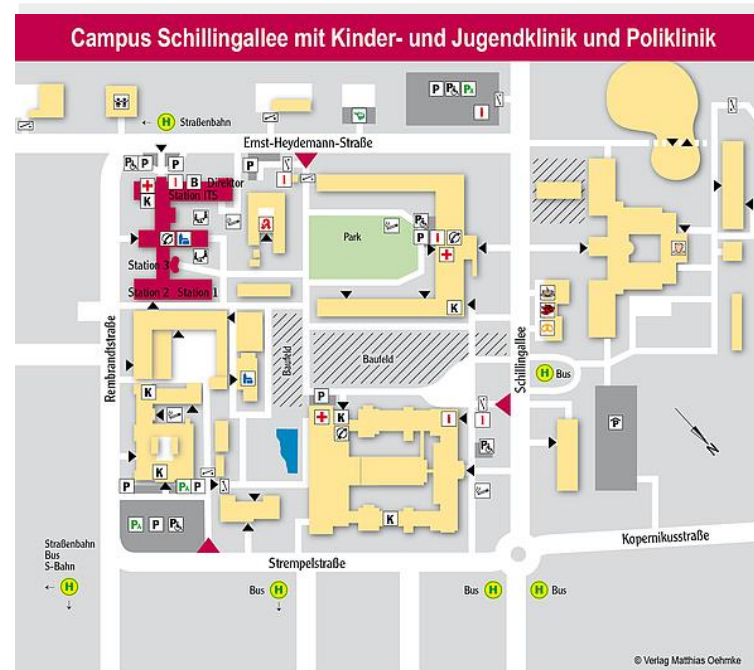 Campus Schillingallee mit Kinder- und Jugendklinik und Poliklinik
P P P
H Straßenbahn
I
Ernst-Heydemann-Straße
P P P P
I B Direktor
Station ITS
K
I
Park
P I
Station 3
Station 2 Station 1
K
Rembrandtstraße
Baufeld
Baufeld
Schillingallee
H Bus
P
P
K
K
I
I
K
P P P
N
P P P
K
Straßenbahn
Bus
S-Bahn
H
Strempelstraße
Kopernikusstraße
Bus H
Bus H
H Bus
© Verlag Matthias Oehmke